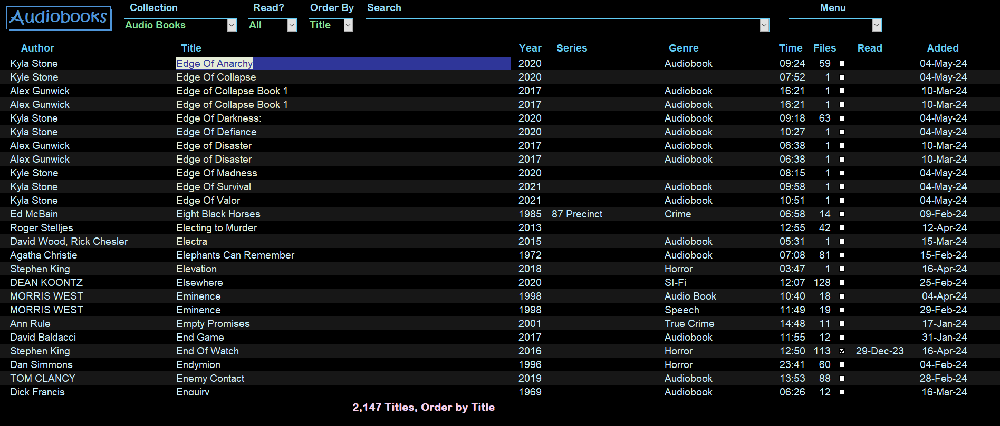 Audiobooks
Collection Read? Order By Search Menu
Audio Books All Title
Author Title Year Series Genre Time Files Read Added
Kyla Stone Edge Of Anarchy 2020 Audiobook 09:24 59 04-May-24
Kyle Stone Edge Of Collapse 2020 07:52 1 04-May-24
Alex Gunwick Edge of Collapse Book 1 2017 Audiobook 16:21 1 10-Mar-24
Alex Gunwick Edge of Collapse Book 1 2017 Audiobook 16:21 1 10-Mar-24
Kyla Stone Edge Of Darkness: 2020 Audiobook 09:18 63 04-May-24
Kyla Stone Edge Of Defiance 2020 Audiobook 10:27 1 04-May-24
Alex Gunwick Edge of Disaster 2017 Audiobook 06:38 1 10-Mar-24
Alex Gunwick Edge of Disaster 2017 Audiobook 06:38 1 10-Mar-24
Kyle Stone Edge Of Madness 2020 08:15 1 04-May-24
Kyla Stone Edge Of Survival 2021 Audiobook 09:58 1 04-May-24
Kyla Stone Edge Of Valor 2021 Audiobook 10:51 1 04-May-24
Ed McBain Eight Black Horses 1985 87 Precinct Crime 06:58 14 09-Feb-24
Roger Stelljes Electing to Murder 2013 12:55 42 12-Apr-24
David Wood, Rick Chesler Electra 2015 Audiobook 05:31 1 15-Mar-24
Agatha Christie Elephants Can Remember 1972 Audiobook 07:08 81 15-Feb-24
Stephen King Elevation 2018 Horror 03:47 1 16-Apr-24
DEAN KOONTZ Elsewhere 2020 SI-Fi 12:07 128 25-Feb-24
MORRIS WEST Eminence 1998 Audio Book 10:40 18 04-Apr-24
MORRIS WEST Eminence 1998 Speech 11:49 19 29-Feb-24
Ann Rule Empty Promises 2001 True Crime 14:48 11 17-Jan-24
David Baldacci End Game 2017 Audiobook 11:55 12 31-Jan-24
Stephen King End Of Watch 2016 Horror 12:50 113 29-Dec-23 16-Apr-24
Dan Simmons Endymion 1996 Horror 23:41 60 04-Feb-24
TOM CLANCY Enemy Contact 2019 Audiobook 13:53 88 28-Feb-24
Dick Francis Enquiry 1969 Audiobook 06:26 12 16-Mar-24
2,147 Titles, Order by Title